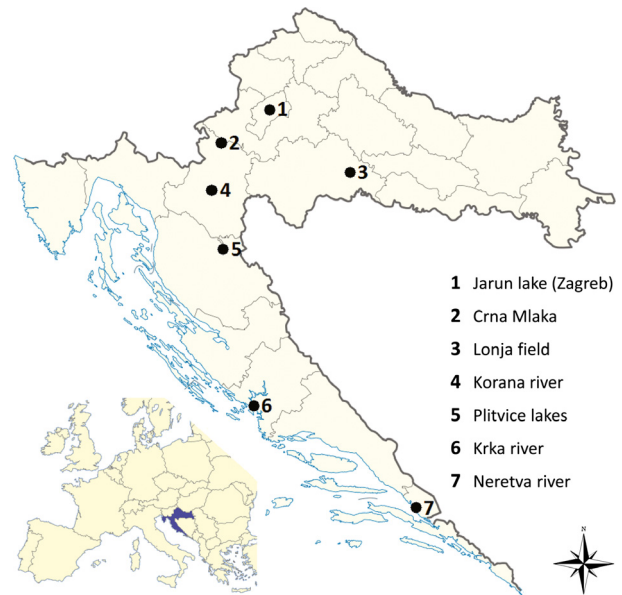 1
2
3
4
5
6
7
1 Jarun lake (Zagreb)
2 Crna Mlaka
3 Lonja field
4 Korana river
5 Plitvice lakes
6 Krka river
7 Neretva river
N